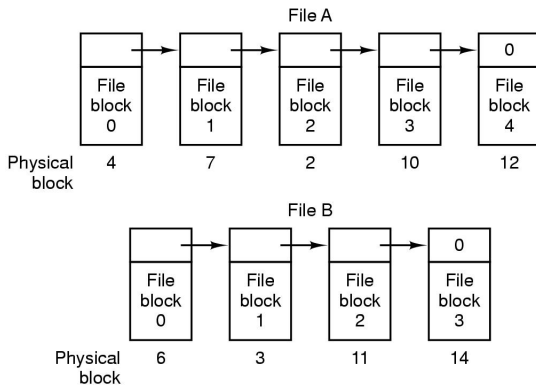 File A
0
File block 0
File block 1
File block 2
File block 3
File block 4
Physical block
4 7 2 10 12
File B
0
File block 0
File block 1
File block 2
File block 3
Physical block
6 3 11 14